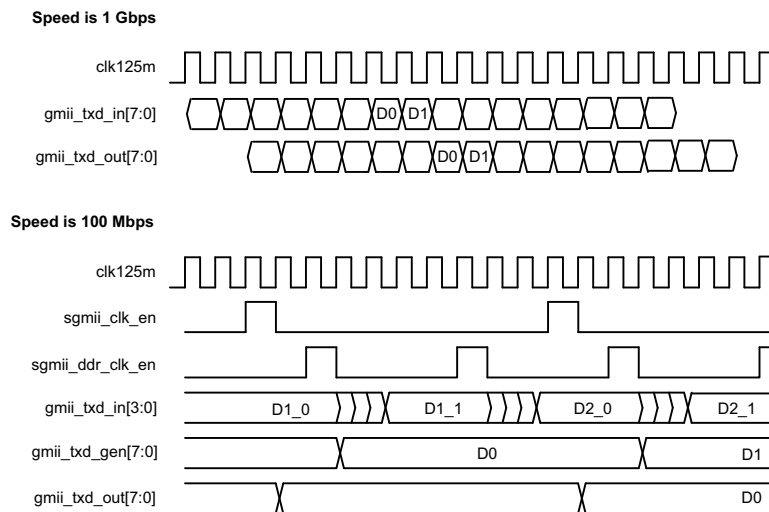 Speed is 1 Gbps
clk125m
gmii_txd_in[7:0] D0 D1
gmii_txd_out[7:0] D0 D1
Speed is 100 Mbps
clk125m
sgmii_clk_en
sgmii_ddr_clk_en
gmii_txd_in[3:0] D1_0 D1_1 D2_0 D2_1
gmii_txd_gen[7:0] D0 D1
gmii_txd_out[7:0] D0